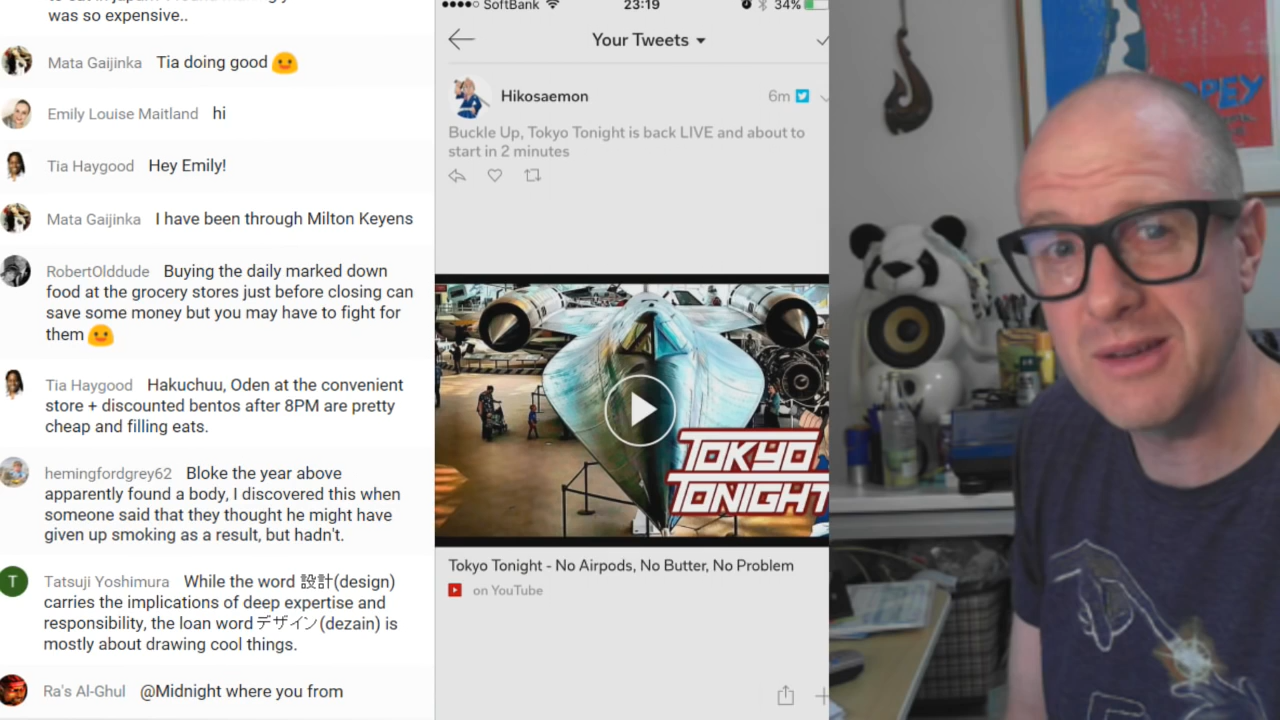 was so expensive..
Mata Gaijinka Tia doing good
Emily Louise Maitland hi
Tia Haygood Hey Emily!
Mata Gaijinka I have been through Milton Keyens
RobertOlddude Buying the daily marked down
food at the grocery stores just before closing can
save some money but you may have to fight for
them
Tia Haygood Hakuchuu, Oden at the convenient
store + discounted bentos after 8PM are pretty
cheap and filling eats.
hemingfordgrey62 Bloke the year above
apparently found a body, I discovered this when
someone said that they thought he might have
given up smoking as a result, but hadn't.
T
Tatsuji Yoshimura While the word 設計(design)
carries the implications of deep expertise and
responsibility, the loan word デザイン(dezain) is
mostly about drawing cool things.
Ra's Al-Ghul @Midnight where you from
SoftBank 23:19 34%
Your Tweets
Hikosaemon 6m
Buckle Up, Tokyo Tonight is back LIVE and about to
start in 2 minutes
TOKYO
TONIGHT
Tokyo Tonight - No Airpods, No Butter, No Problem
on YouTube